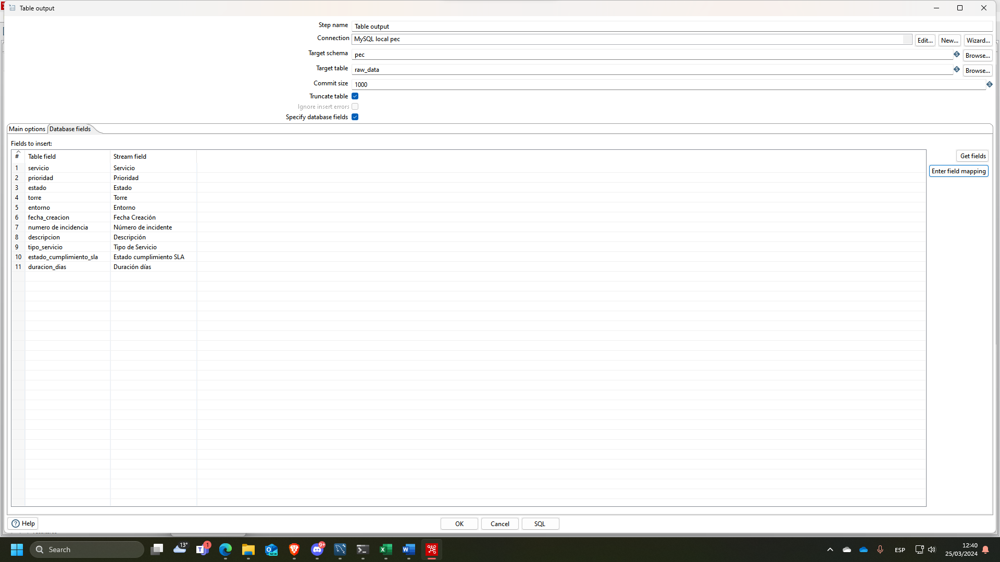 Table output
Step name Table output
Connection MySQL local pec Edit... New... Wizard...
Target schema pec Browse...
Target table raw_data Browse...
Commit size 1000
Truncate table
Ignore insert errors
Specify database fields
Main options Database fields
Fields to insert:
# Table field Stream field Get fields
Enter field mapping
1 servicio Servicio
2 prioridad Prioridad
3 estado Estado
4 torre Torre
5 entorno Entorno
6 fecha_creacion Fecha Creación
7 numero de incidencia Número de incidente
8 descripcion Descripción
9 tipo_servicio Tipo de Servicio
10 estado_cumplimiento_sla Estado cumplimiento SLA
11 duracion_dias Duración días
Help OK Cancel SQL
Search 13° 1 9+ NEW ESP 12:40
25/03/2024